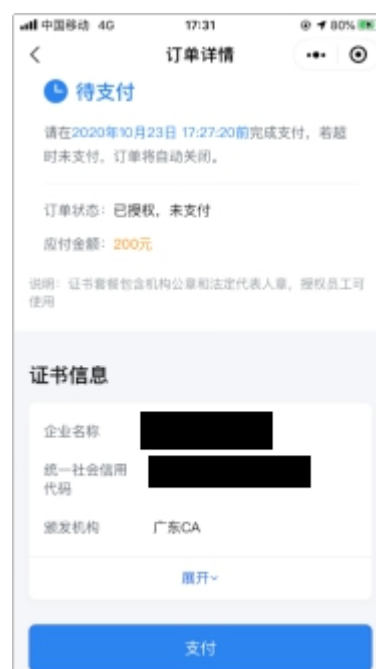 中国移动 4G 17:31 80%
订单详情
待支付
请在2020年10月23日 17:27:20前完成支付，若超
时未支付，订单将自动关闭。
订单状态：已授权，未支付
应付金额：200元
说明：证书套餐包含机构公章和法定代表人章，授权员工可
使用
证书信息
企业名称
统一社会信用
代码
颁发机构 广东CA
展开
支付